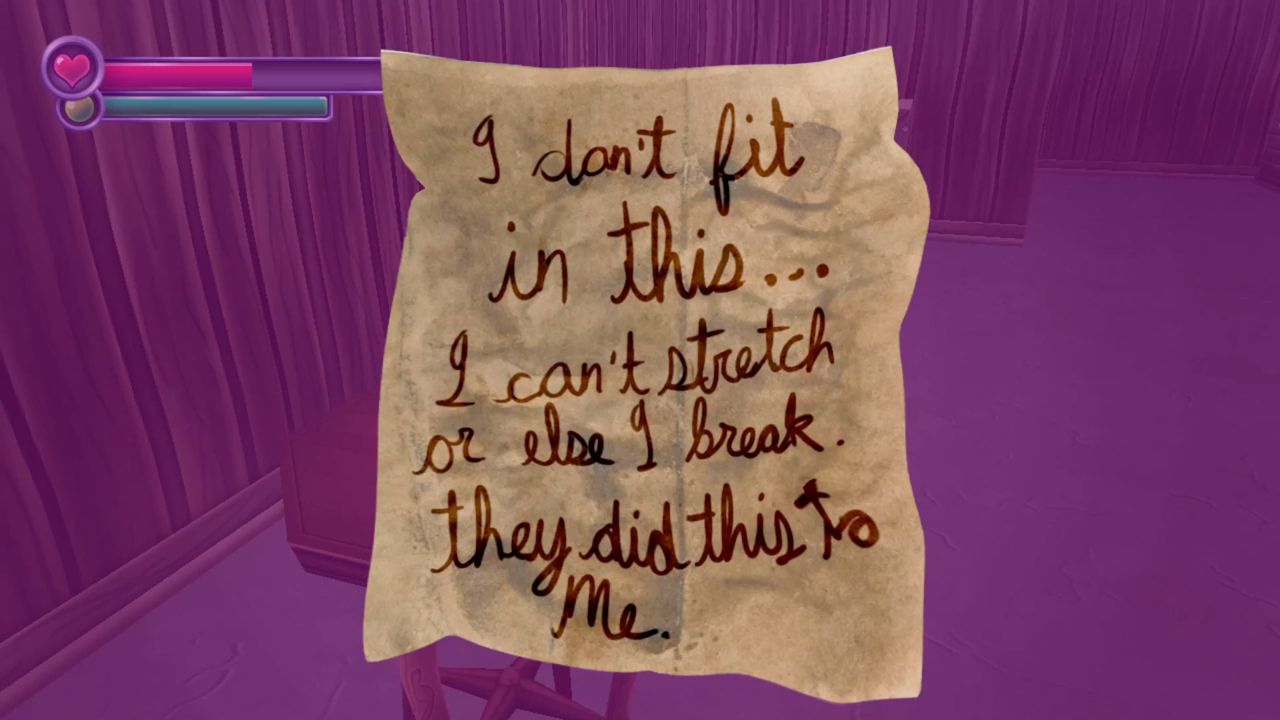 I don't fit
in this...
I can't stretch
or else I break.
they did this To
Me.